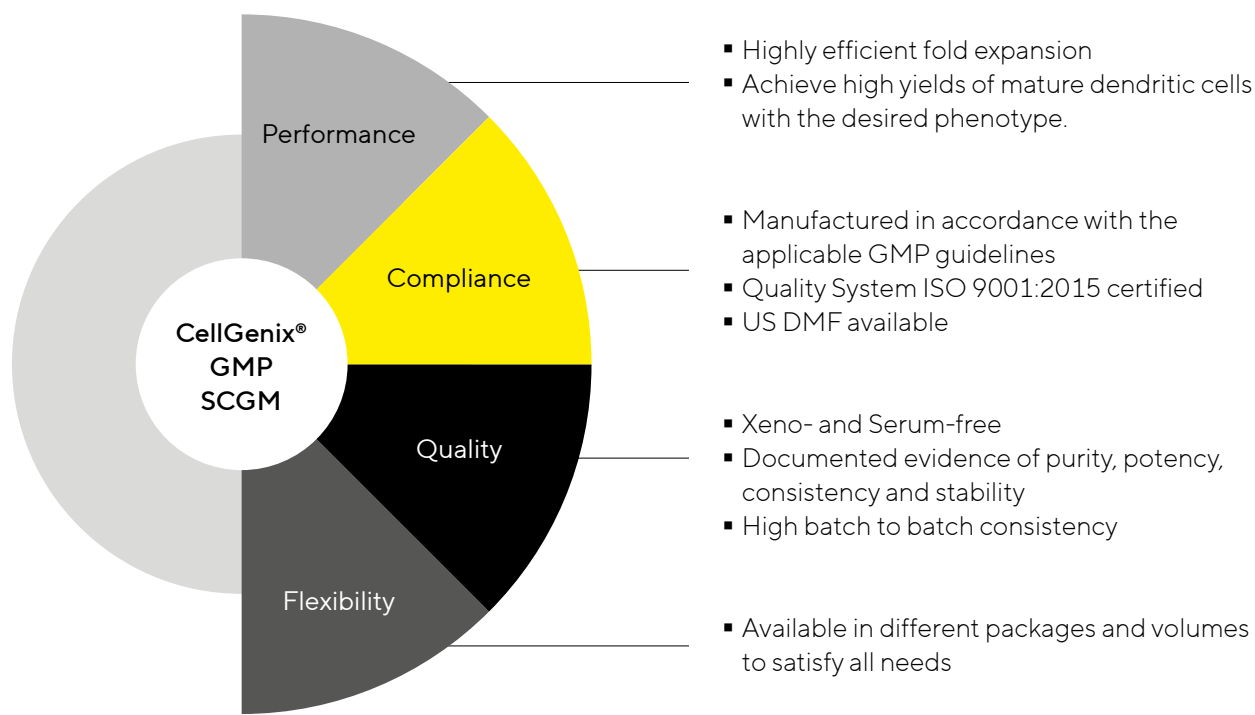 CellGenix®
GMP
SCGM
Performance
▪ Highly efficient fold expansion
▪ Achieve high yields of mature dendritic cells
with the desired phenotype.
Compliance
▪ Manufactured in accordance with the
applicable GMP guidelines
▪ Quality System ISO 9001:2015 certified
▪ US DMF available
Quality
▪ Xeno- and Serum-free
▪ Documented evidence of purity, potency,
consistency and stability
▪ High batch to batch consistency
Flexibility
▪ Available in different packages and volumes
to satisfy all needs